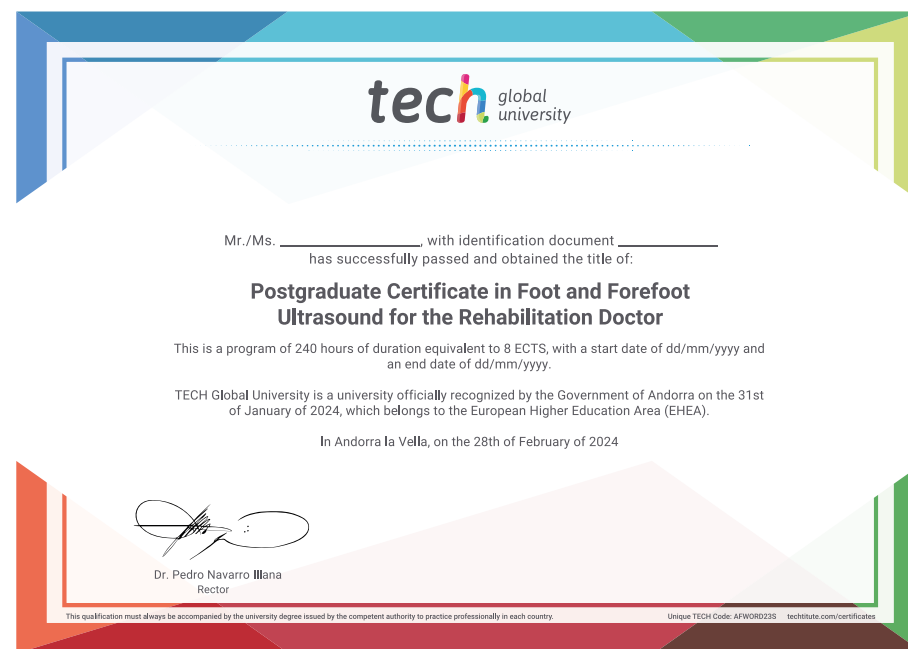 tech global
university
Mr./Ms. ____________, with identification document ____________
has successfully passed and obtained the title of:
Postgraduate Certificate in Foot and Forefoot
Ultrasound for the Rehabilitation Doctor
This is a program of 240 hours of duration equivalent to 8 ECTS, with a start date of dd/mm/yyyy and
an end date of dd/mm/yyyy.
TECH Global University is a university officially recognized by the Government of Andorra on the 31st
of January of 2024, which belongs to the European Higher Education Area (EHEA).
In Andorra la Vella, on the 28th of February of 2024
Dr. Pedro Navarro Illana
Rector
This qualification must always be accompanied by the university degree issued by the competent authority to practice professionally in each country.
Unique TECH Code: AFWORD23S techtitute.com/certificates